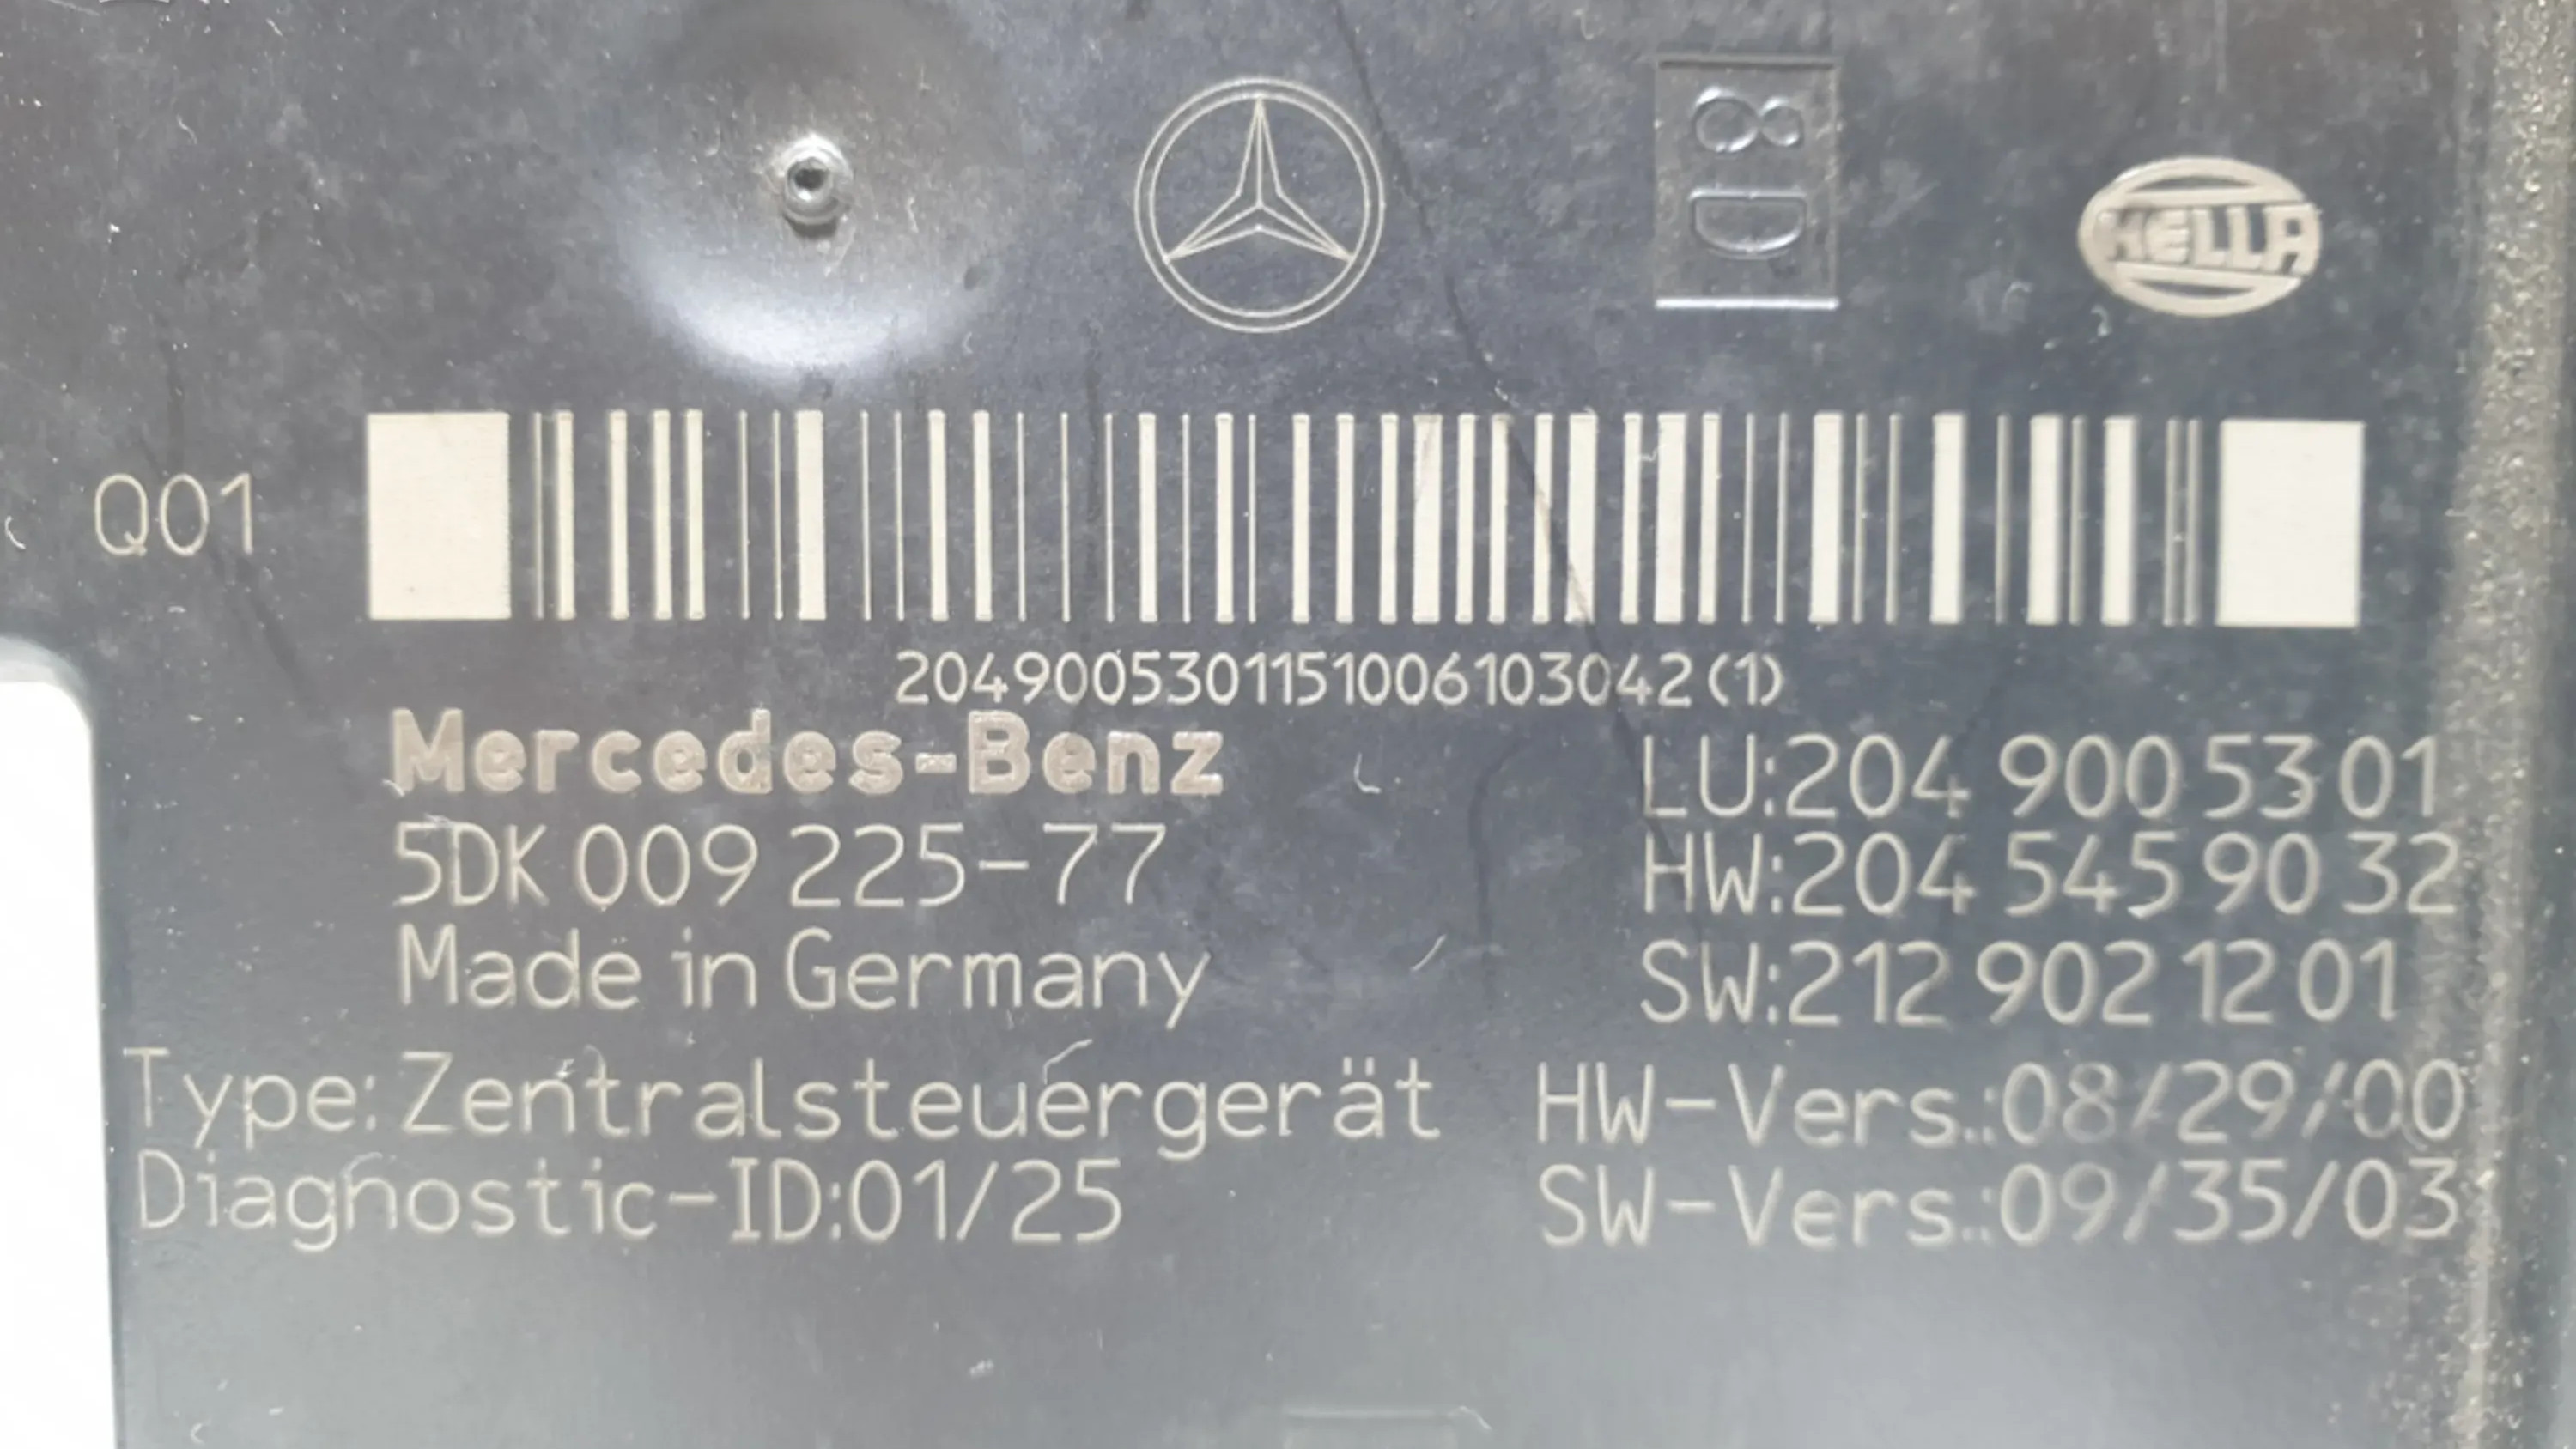 8D
HELLA
Q01
2049005301151006103042(1)
Mercedes-Benz
5DK 009 225-77
Made in Germany
Type: Zentralsteuergerät
Diagnostic-ID:01/25
LU:204 900 53 01
HW:204 545 90 32
SW:212 902 12 01
HW-Vers.:08/29/00
SW-Vers.:09/35/03